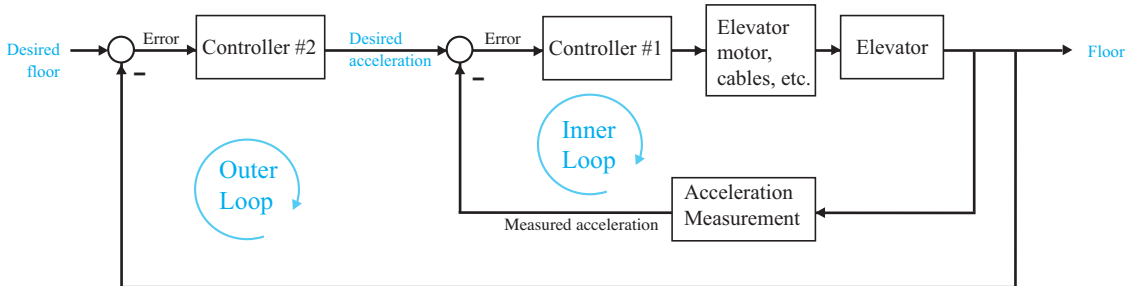 Desired
floor
Error
Controller #2
Desired
acceleration
Error
Controller #1
Elevator
motor,
cables, etc.
Elevator
Floor
Inner
Loop
Outer
Loop
Acceleration
Measurement
Measured acceleration